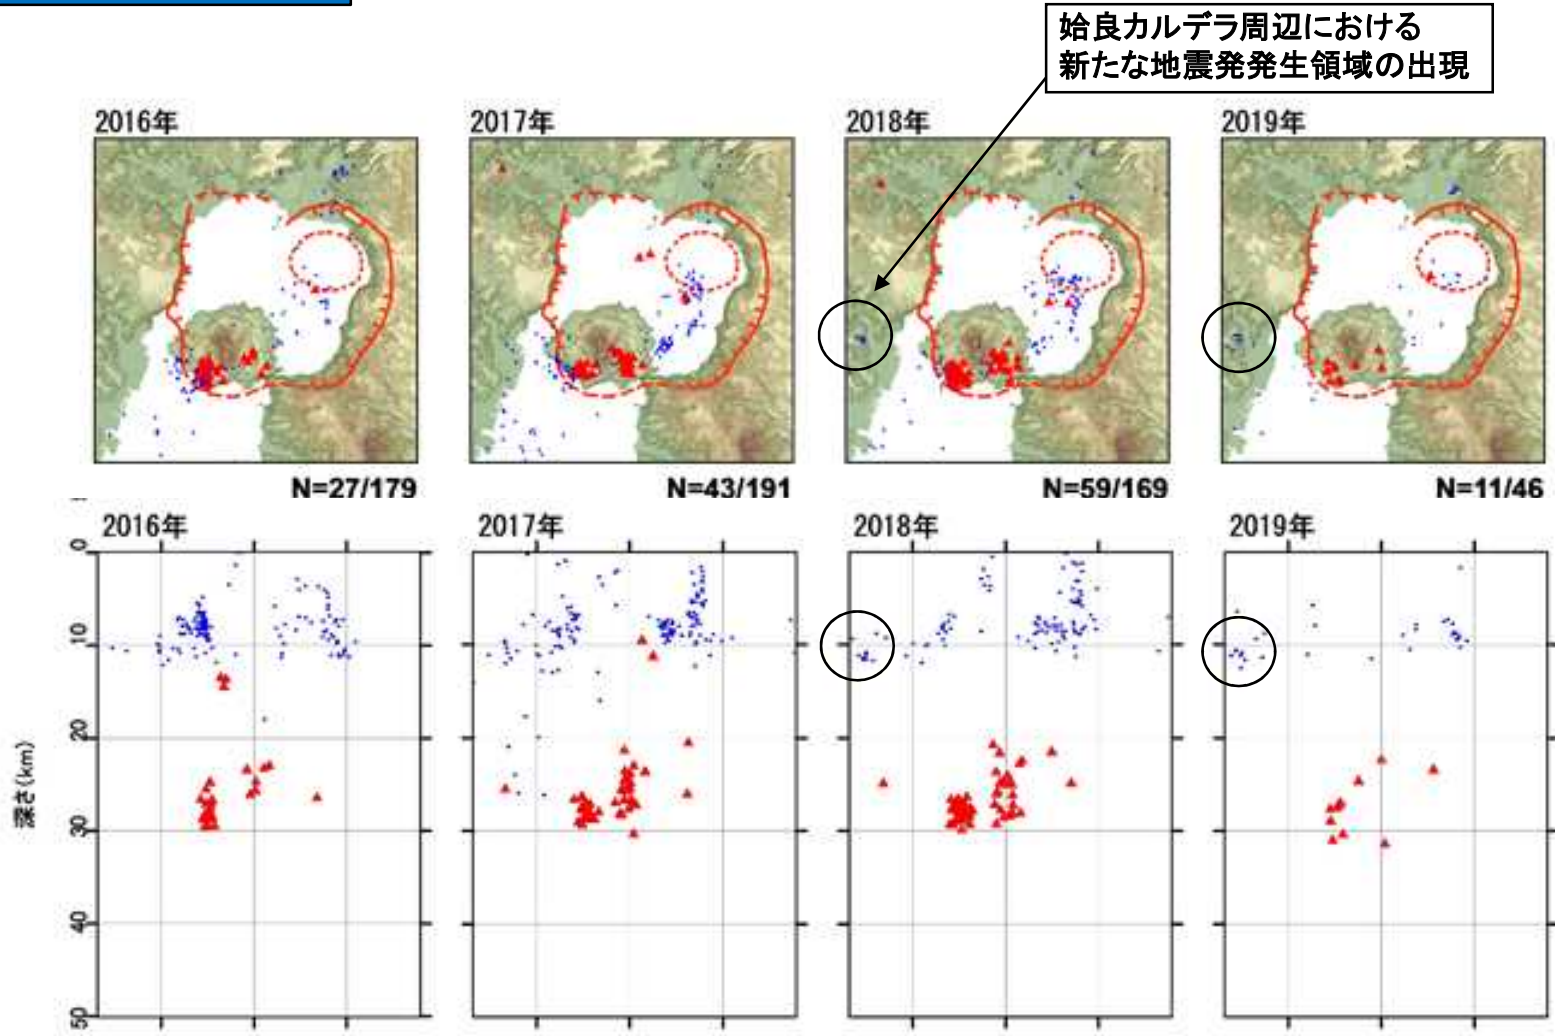 姶良カルデラ周辺における
新たな地震発発生領域の出現
2016年
2017年
2018年
2019年
N=27/179
N=43/191
N=59/169
N=11/46
2016年
2017年
2018年
2019年
0
10
20
30
40
50
深さ(km)